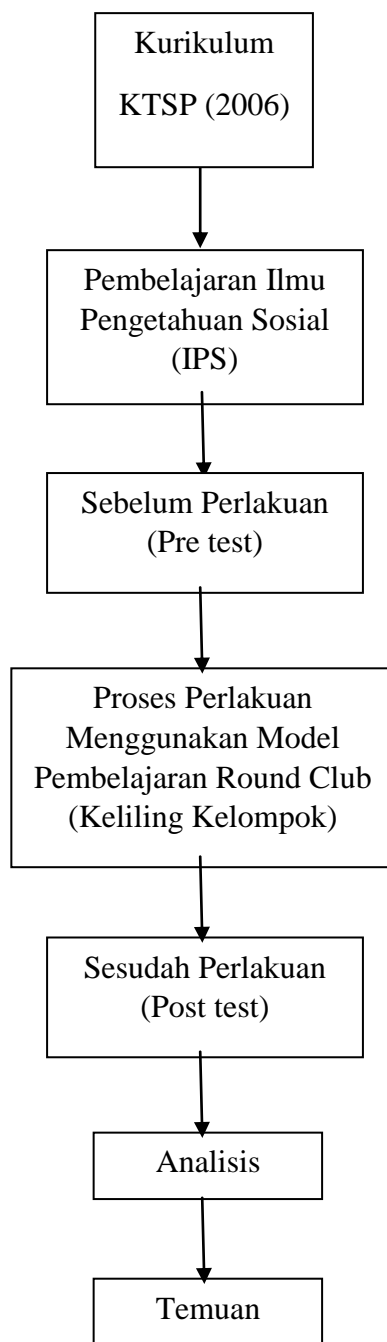 Kurikulum
KTSP (2006)
Pembelajaran Ilmu
Pengetahuan Sosial
(IPS)
Sebelum Perlakuan
(Pre test)
Proses Perlakuan
Menggunakan Model
Pembelajaran Round Club
(Keliling Kelompok)
Sesudah Perlakuan
(Post test)
Analisis
Temuan